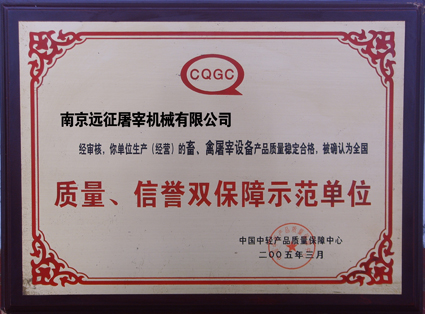 CQGC
南京远征屠宰机械有限公司
经审核，你单位生产（经营）的畜、禽屠宰设备产品质量稳定合格，被确认为全国
质量、信誉双保障示范单位
中国中轻产品质量保障中心
二00五年三月